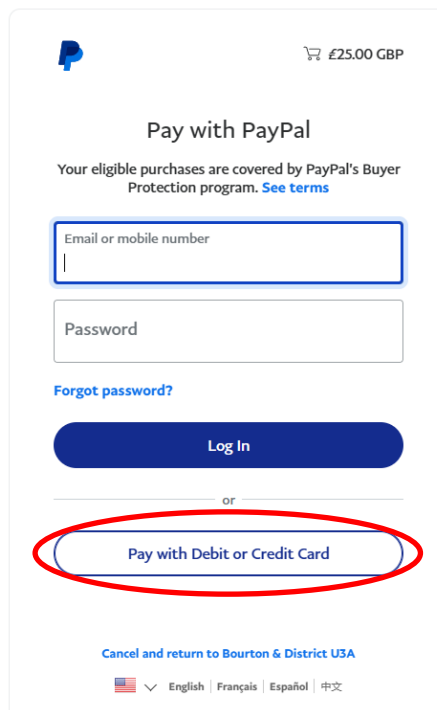 £25.00 GBP
Pay with PayPal
Your eligible purchases are covered by PayPal's Buyer
Protection program. See terms
Email or mobile number
Password
Forgot password?
Log In
or
Pay with Debit or Credit Card
Cancel and return to Bourton & District U3A
English | Français | Español | 中文